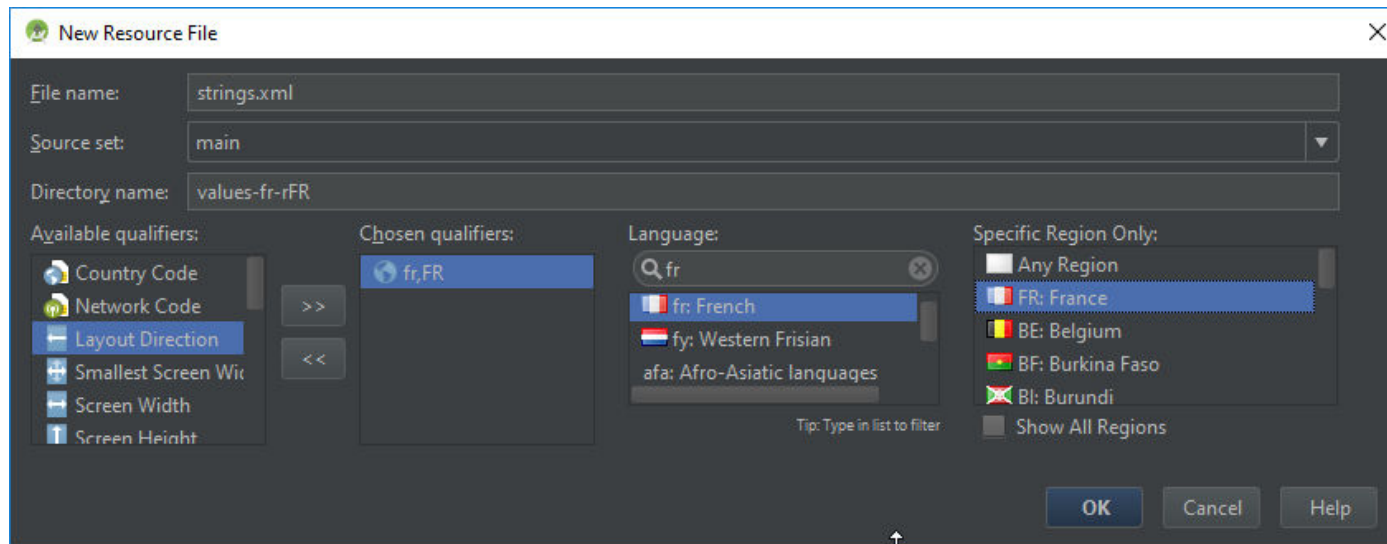 New Resource File
File name: strings.xml
Source set: main
Directory name: values-fr-rFR
Available qualifiers: Chosen qualifiers: Language: Specific Region Only:
Country Code
Network Code
Layout Direction
Smallest Screen Wid
Screen Width
Screen Height
>>
<<
fr,FR
fr
fr: French
fy: Western Frisian
afa: Afro-Asiatic languages
Tip: Type in list to filter
Any Region
FR: France
BE: Belgium
BF: Burkina Faso
BI: Burundi
Show All Regions
OK Cancel Help